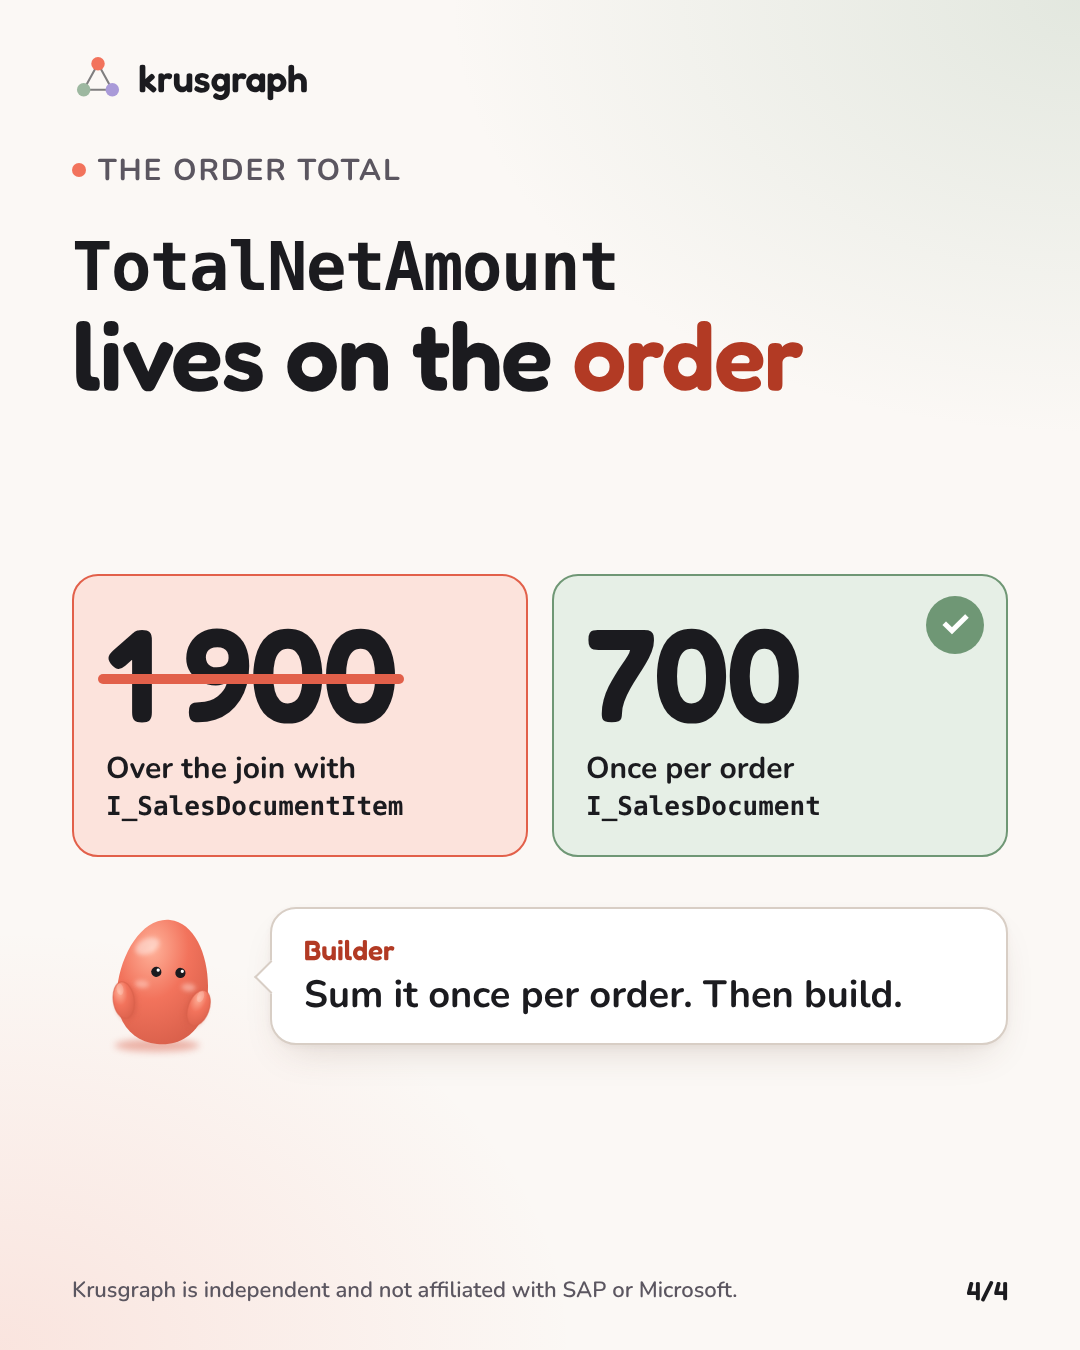 krusgraph
THE ORDER TOTAL
TotalNetAmount
lives on the order
1 900
Over the join with
I_SalesDocumentItem
700
Once per order
I_SalesDocument
Builder
Sum it once per order. Then build.
Krusgraph is independent and not affiliated with SAP or Microsoft.
4/4